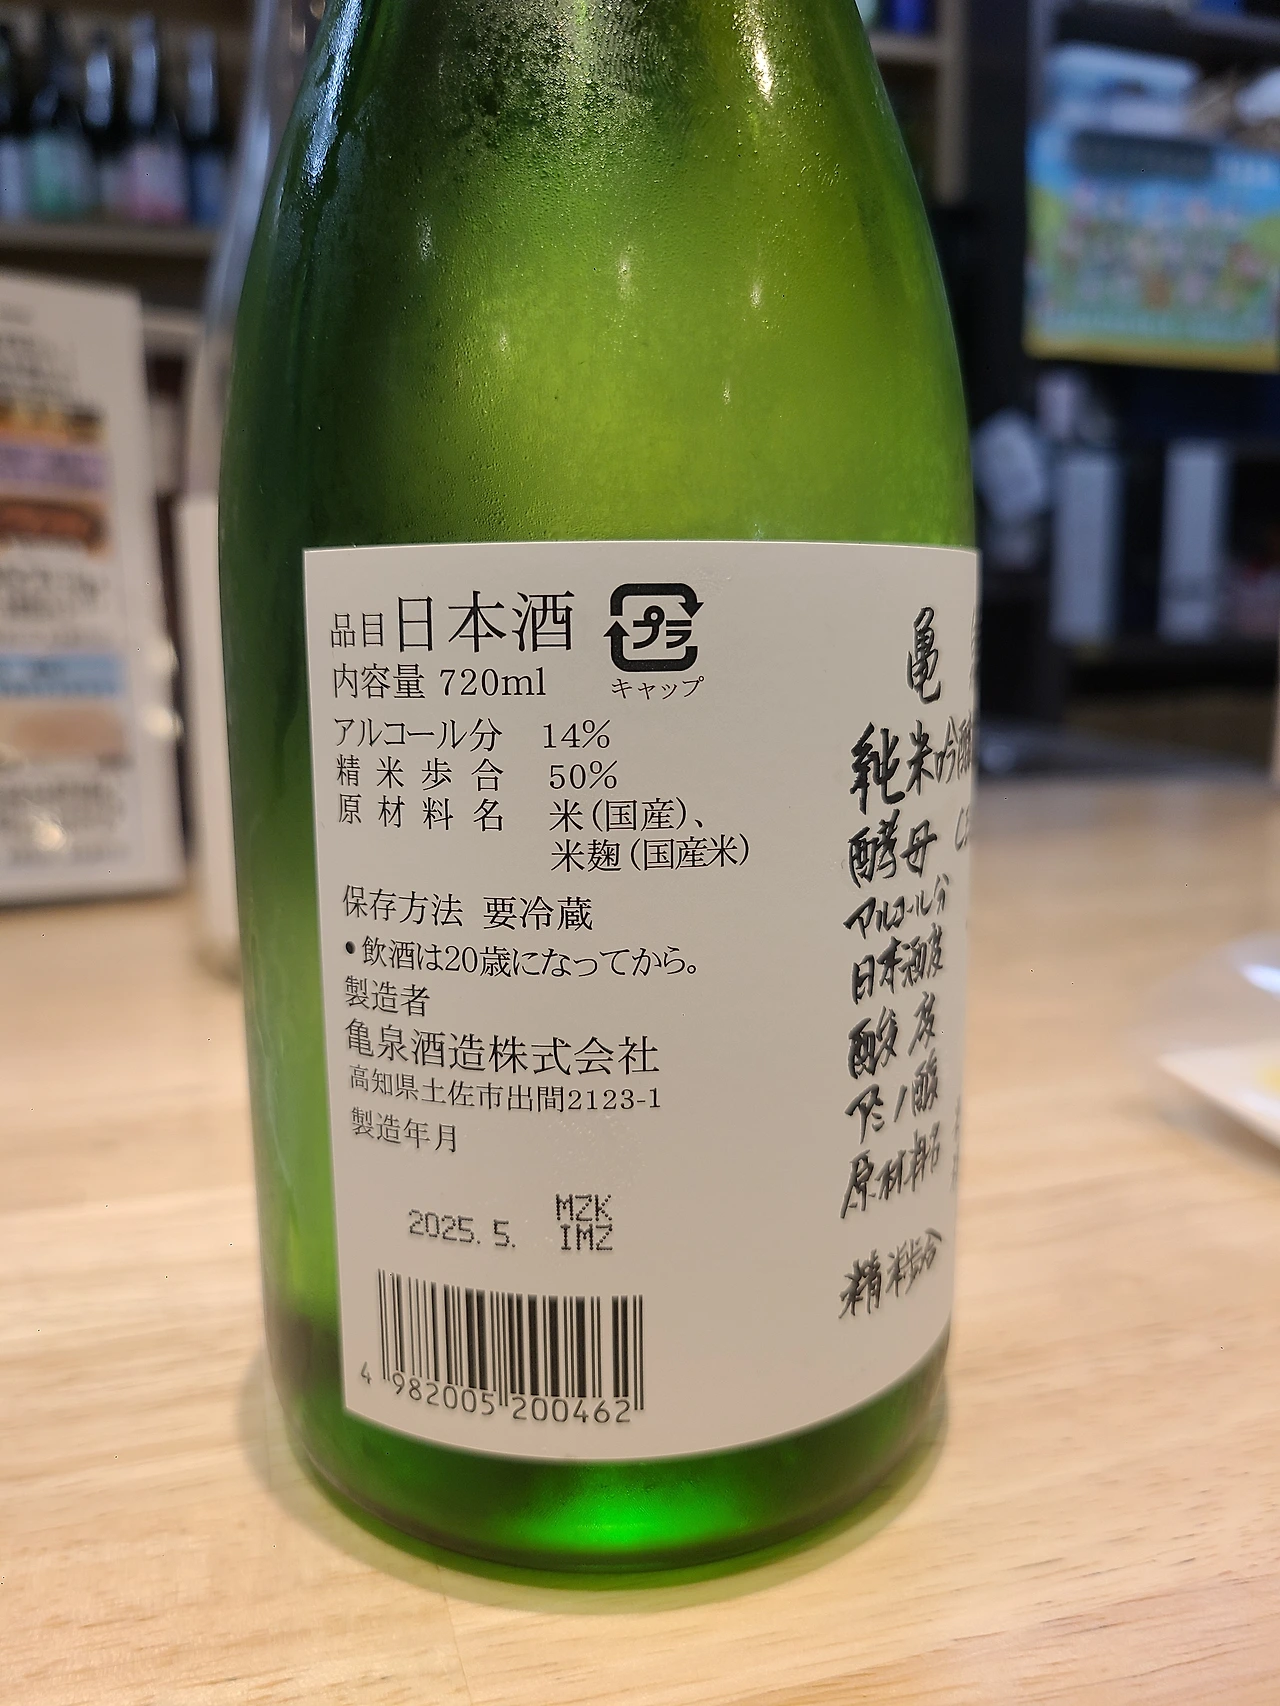 品目 日本酒
プラ
キャップ
内容量 720ml
アルコール分 14%
精米歩合 50%
原材料名 米(国産)、
米麹(国産米)
保存方法 要冷蔵
•飲酒は20歳になってから。
製造者
亀泉酒造株式会社
高知県土佐市出間2123-1
製造年月
2025. 5. MZK
IMZ
4 982005 200462
亀
純米吟醸
酵母 C
アルコール分
日本酒度
酸度
アミノ酸
原材料名
精米歩合